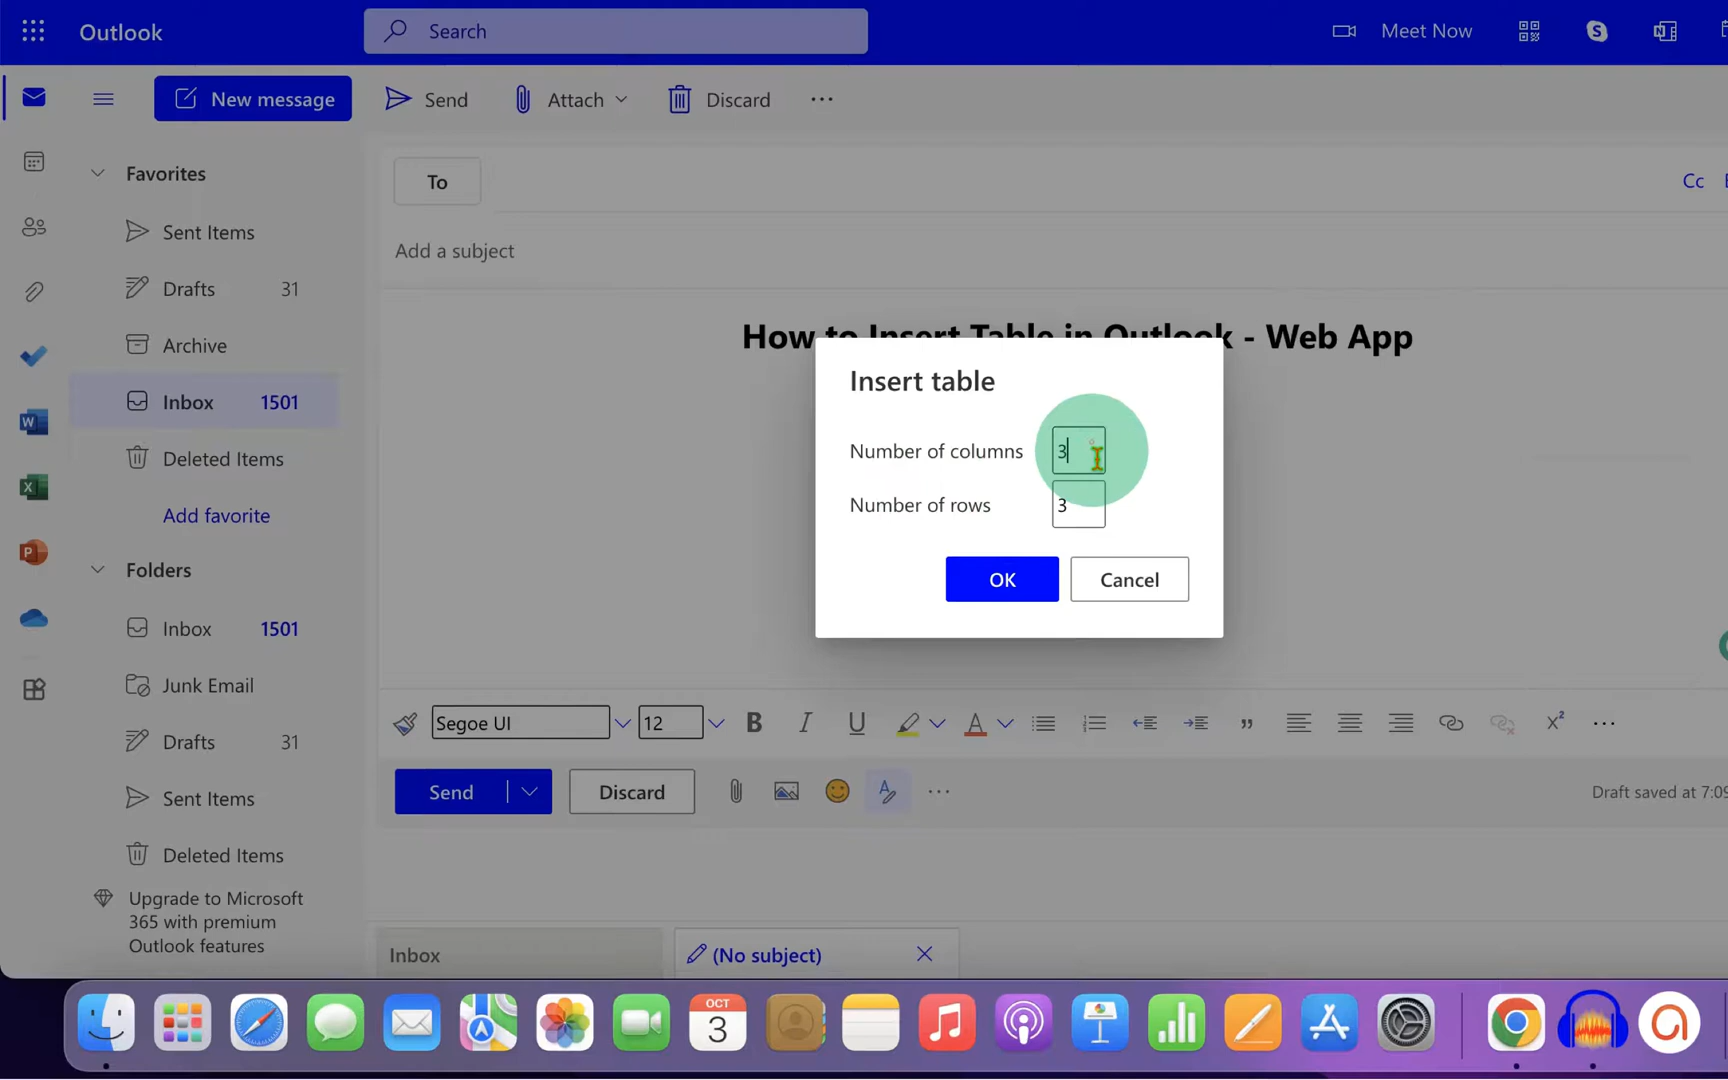 Outlook
Search
Meet Now
New message
Send
Attach
Discard
Favorites
Sent Items
Drafts 31
Archive
Inbox 1501
Deleted Items
Add favorite
Folders
Inbox 1501
Junk Email
Drafts 31
Sent Items
Deleted Items
Upgrade to Microsoft
365 with premium
Outlook features
To
Cc
Add a subject
How to Insert Table in Outlook - Web App
Insert table
Number of columns 3
Number of rows 3
OK Cancel
Segoe UI 12
Send Discard
Draft saved at 7:09
Inbox (No subject)
OCT
3